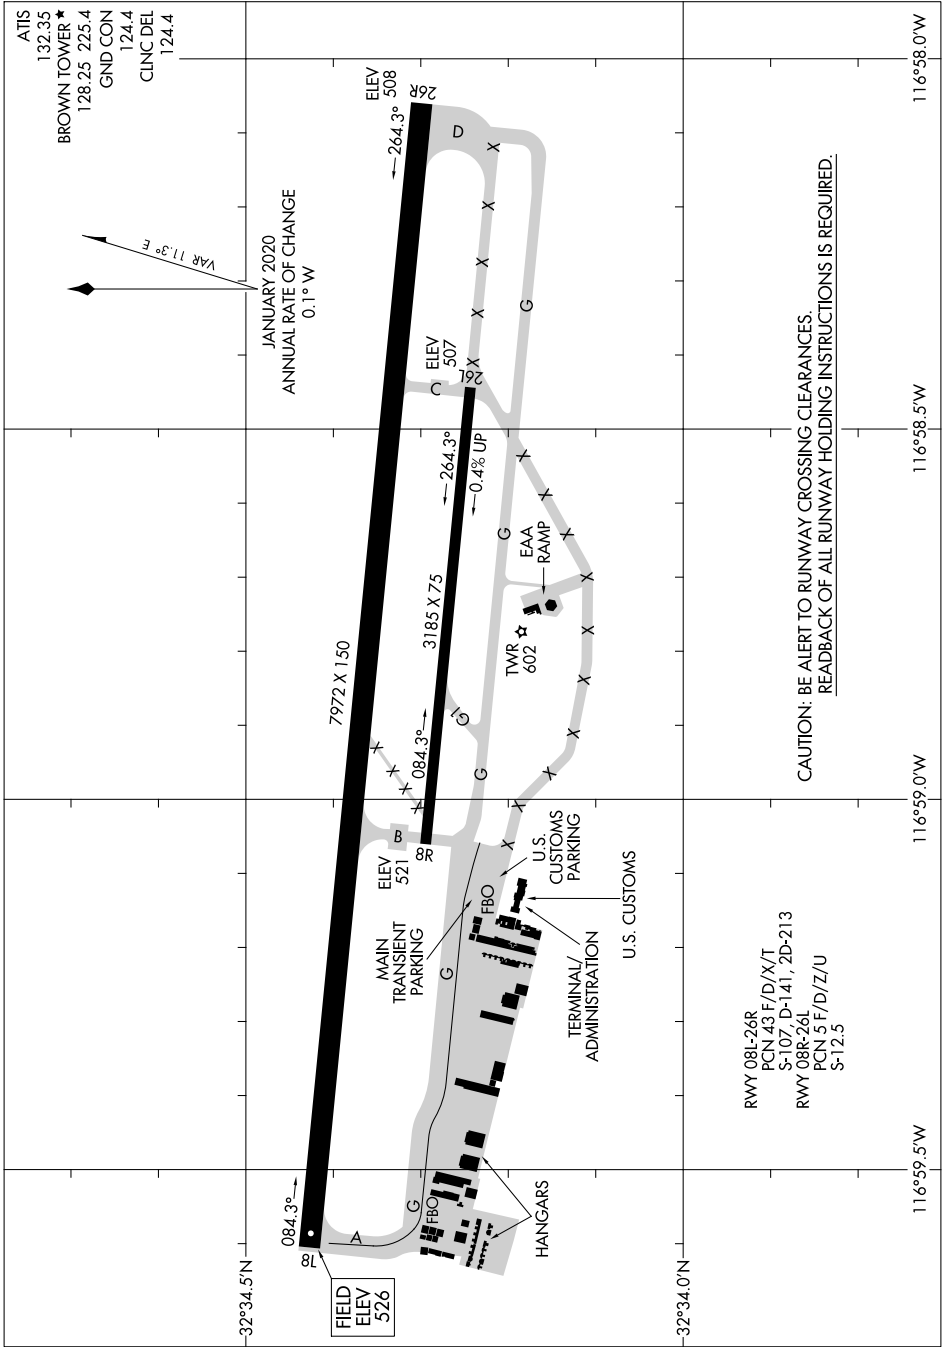 ATIS
132.35
BROWN TOWER★
128.25 225.4
GND CON
124.4
CLNC DEL
124.4
VAR 11.3° E
JANUARY 2020
ANNUAL RATE OF CHANGE
0.1° W
116°58.0'W
116°58.5'W
116°59.0'W
116°59.5'W
32°34.5'N
32°34.0'N
ELEV
508
26R
264.3°
D
X
X
X
X
X
G
ELEV
507
26L
C
264.3°
0.4% UP
7972 X 150
3185 X 75
G
EAA
RAMP
TWR
602
X
X
X
X
X
X
X
X
X
X
G1
084.3°
G
X
X
X
X
B
8R
ELEV
521
U.S.
CUSTOMS
PARKING
FBO
MAIN
TRANSIENT
PARKING
G
U.S. CUSTOMS
TERMINAL/
ADMINISTRATION
084.3°
8L
A
G
FBO
HANGARS
FIELD
ELEV
526
RWY 08L-26R
PCN 43 F/D/X/T
S-107, D-141, 2D-213
RWY 08R-26L
PCN 5 F/D/Z/U
S-12.5
CAUTION: BE ALERT TO RUNWAY CROSSING CLEARANCES.
READBACK OF ALL RUNWAY HOLDING INSTRUCTIONS IS REQUIRED.